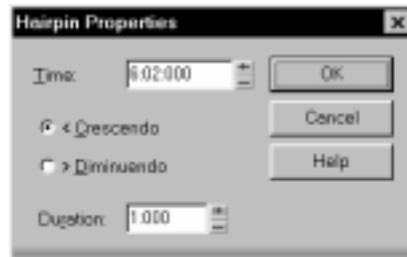 Hairpin Properties
Time: 6:02:000
OK
< Crescendo
Cancel
> Diminuendo
Help
Duration: 1:000